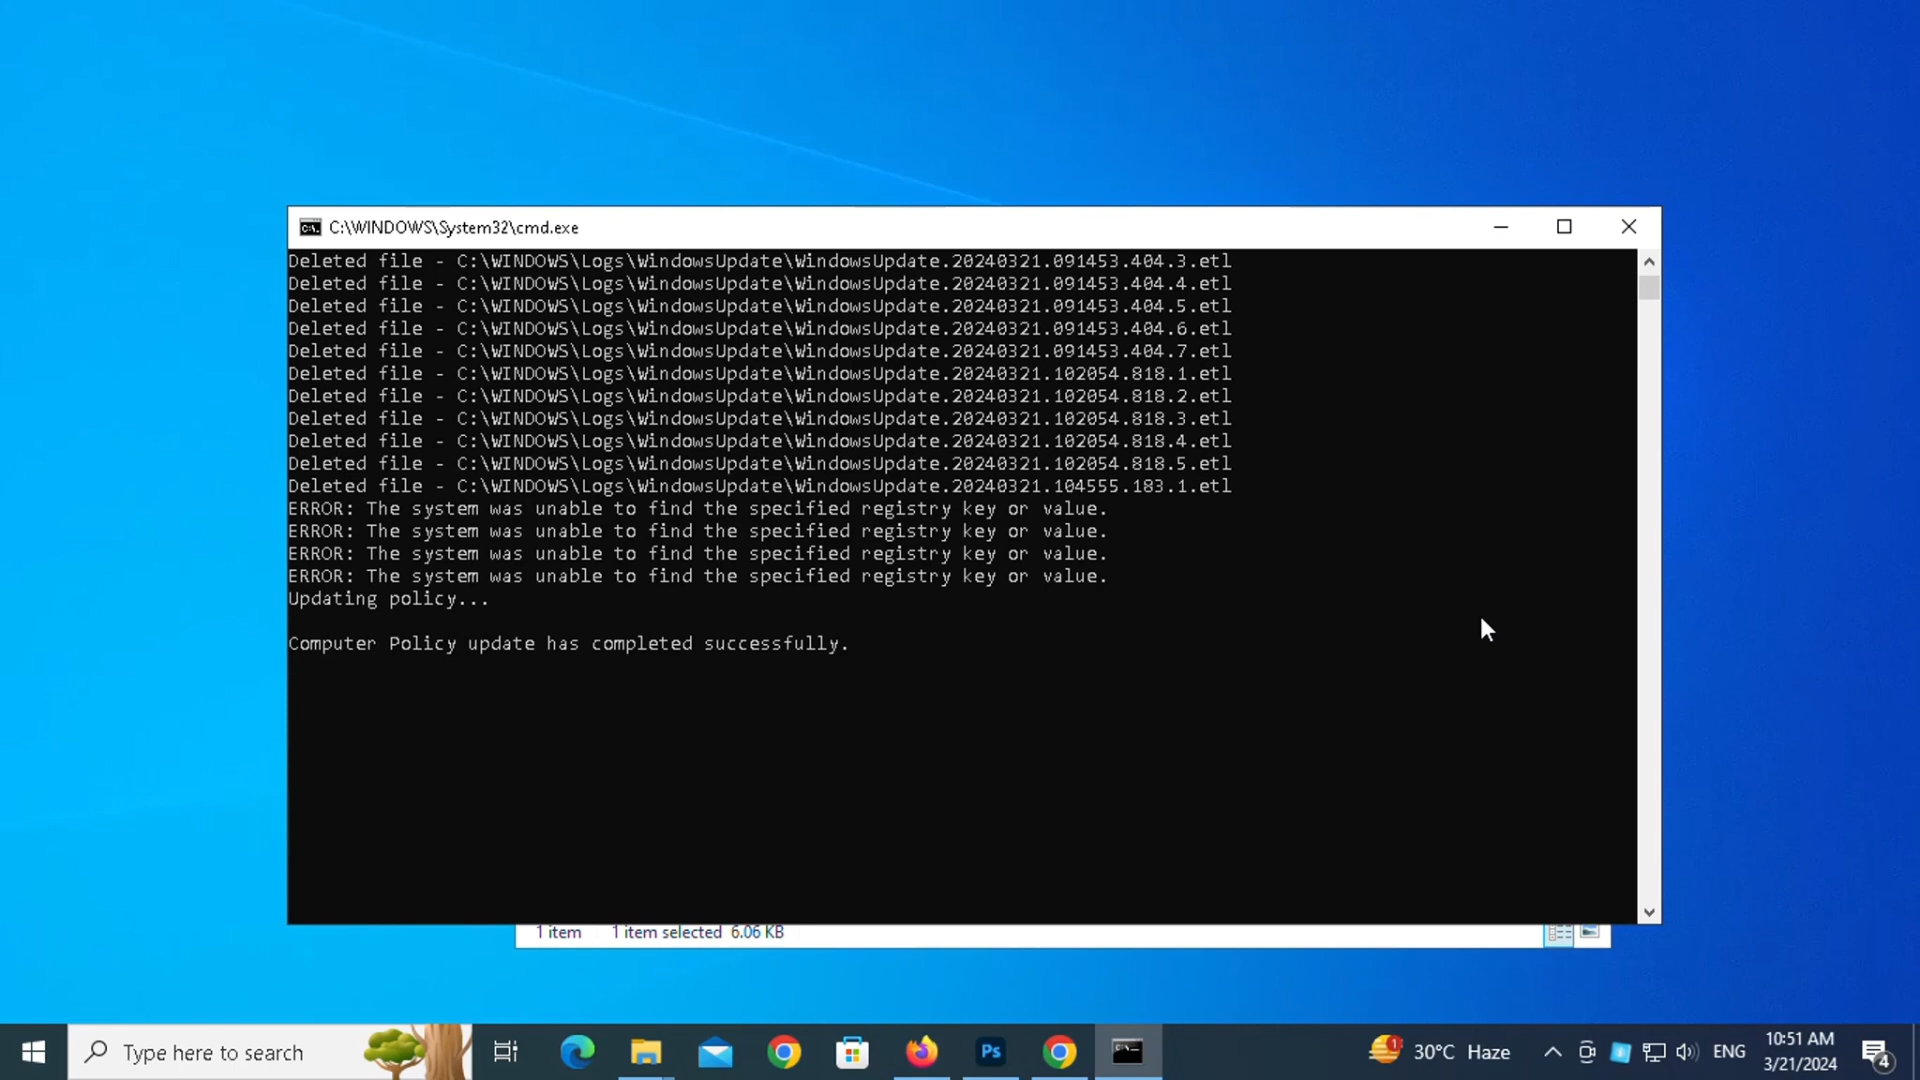 C:\WINDOWS\System32\cmd.exe
Deleted file - C:\WINDOWS\Logs\WindowsUpdate\WindowsUpdate.20240321.091453.404.3.etl
Deleted file - C:\WINDOWS\Logs\WindowsUpdate\WindowsUpdate.20240321.091453.404.4.etl
Deleted file - C:\WINDOWS\Logs\WindowsUpdate\WindowsUpdate.20240321.091453.404.5.etl
Deleted file - C:\WINDOWS\Logs\WindowsUpdate\WindowsUpdate.20240321.091453.404.6.etl
Deleted file - C:\WINDOWS\Logs\WindowsUpdate\WindowsUpdate.20240321.091453.404.7.etl
Deleted file - C:\WINDOWS\Logs\WindowsUpdate\WindowsUpdate.20240321.102054.818.1.etl
Deleted file - C:\WINDOWS\Logs\WindowsUpdate\WindowsUpdate.20240321.102054.818.2.etl
Deleted file - C:\WINDOWS\Logs\WindowsUpdate\WindowsUpdate.20240321.102054.818.3.etl
Deleted file - C:\WINDOWS\Logs\WindowsUpdate\WindowsUpdate.20240321.102054.818.4.etl
Deleted file - C:\WINDOWS\Logs\WindowsUpdate\WindowsUpdate.20240321.102054.818.5.etl
Deleted file - C:\WINDOWS\Logs\WindowsUpdate\WindowsUpdate.20240321.104555.183.1.etl
ERROR: The system was unable to find the specified registry key or value.
ERROR: The system was unable to find the specified registry key or value.
ERROR: The system was unable to find the specified registry key or value.
ERROR: The system was unable to find the specified registry key or value.
Updating policy...
Computer Policy update has completed successfully.
1 item 1 item selected 6.06 KB
Type here to search Ps 1 30°C Haze ENG 10:51 AM 4
3/21/2024